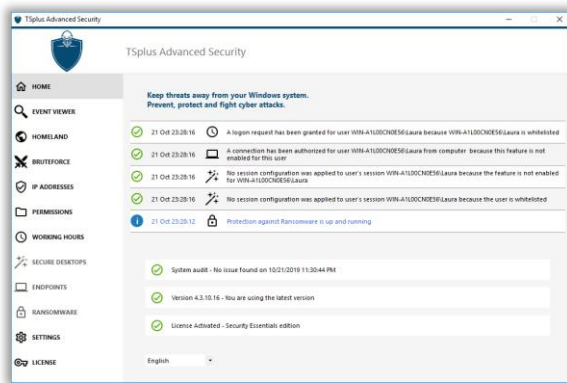 TSplus Advanced Security
TSplus Advanced Security
HOME
EVENT VIEWER
HOMELAND
BRUTEFORCE
IP ADDRESSES
PERMISSIONS
WORKING HOURS
SECURE DESKTOPS
ENDPOINTS
RANSOMWARE
SETTINGS
LICENSE
Keep threats away from your Windows system.
Prevent, protect and fight cyber attacks.
21 Oct 23:28:16 A logon request has been granted for user WIN-A1L00CN0E56\Laura because WIN-A1L00CN0E56\Laura is whitelisted
21 Oct 23:28:16 A connection has been authorized for user WIN-A1L00CN0E56\Laura from computer because this feature is not
enabled for this user
21 Oct 23:28:16 No session configuration was applied to user's session WIN-A1L00CN0E56\Laura because the feature is not enabled
for WIN-A1L00CN0E56\Laura
21 Oct 23:28:16 No session configuration was applied to user's session WIN-A1L00CN0E56\Laura because the user is whitelisted
21 Oct 23:28:12 Protection against Ransomware is up and running
System audit - No issue found on 10/21/2019 11:30:44 PM
Version 4.3.10.16 - You are using the latest version
License Activated - Security Essentials edition
English